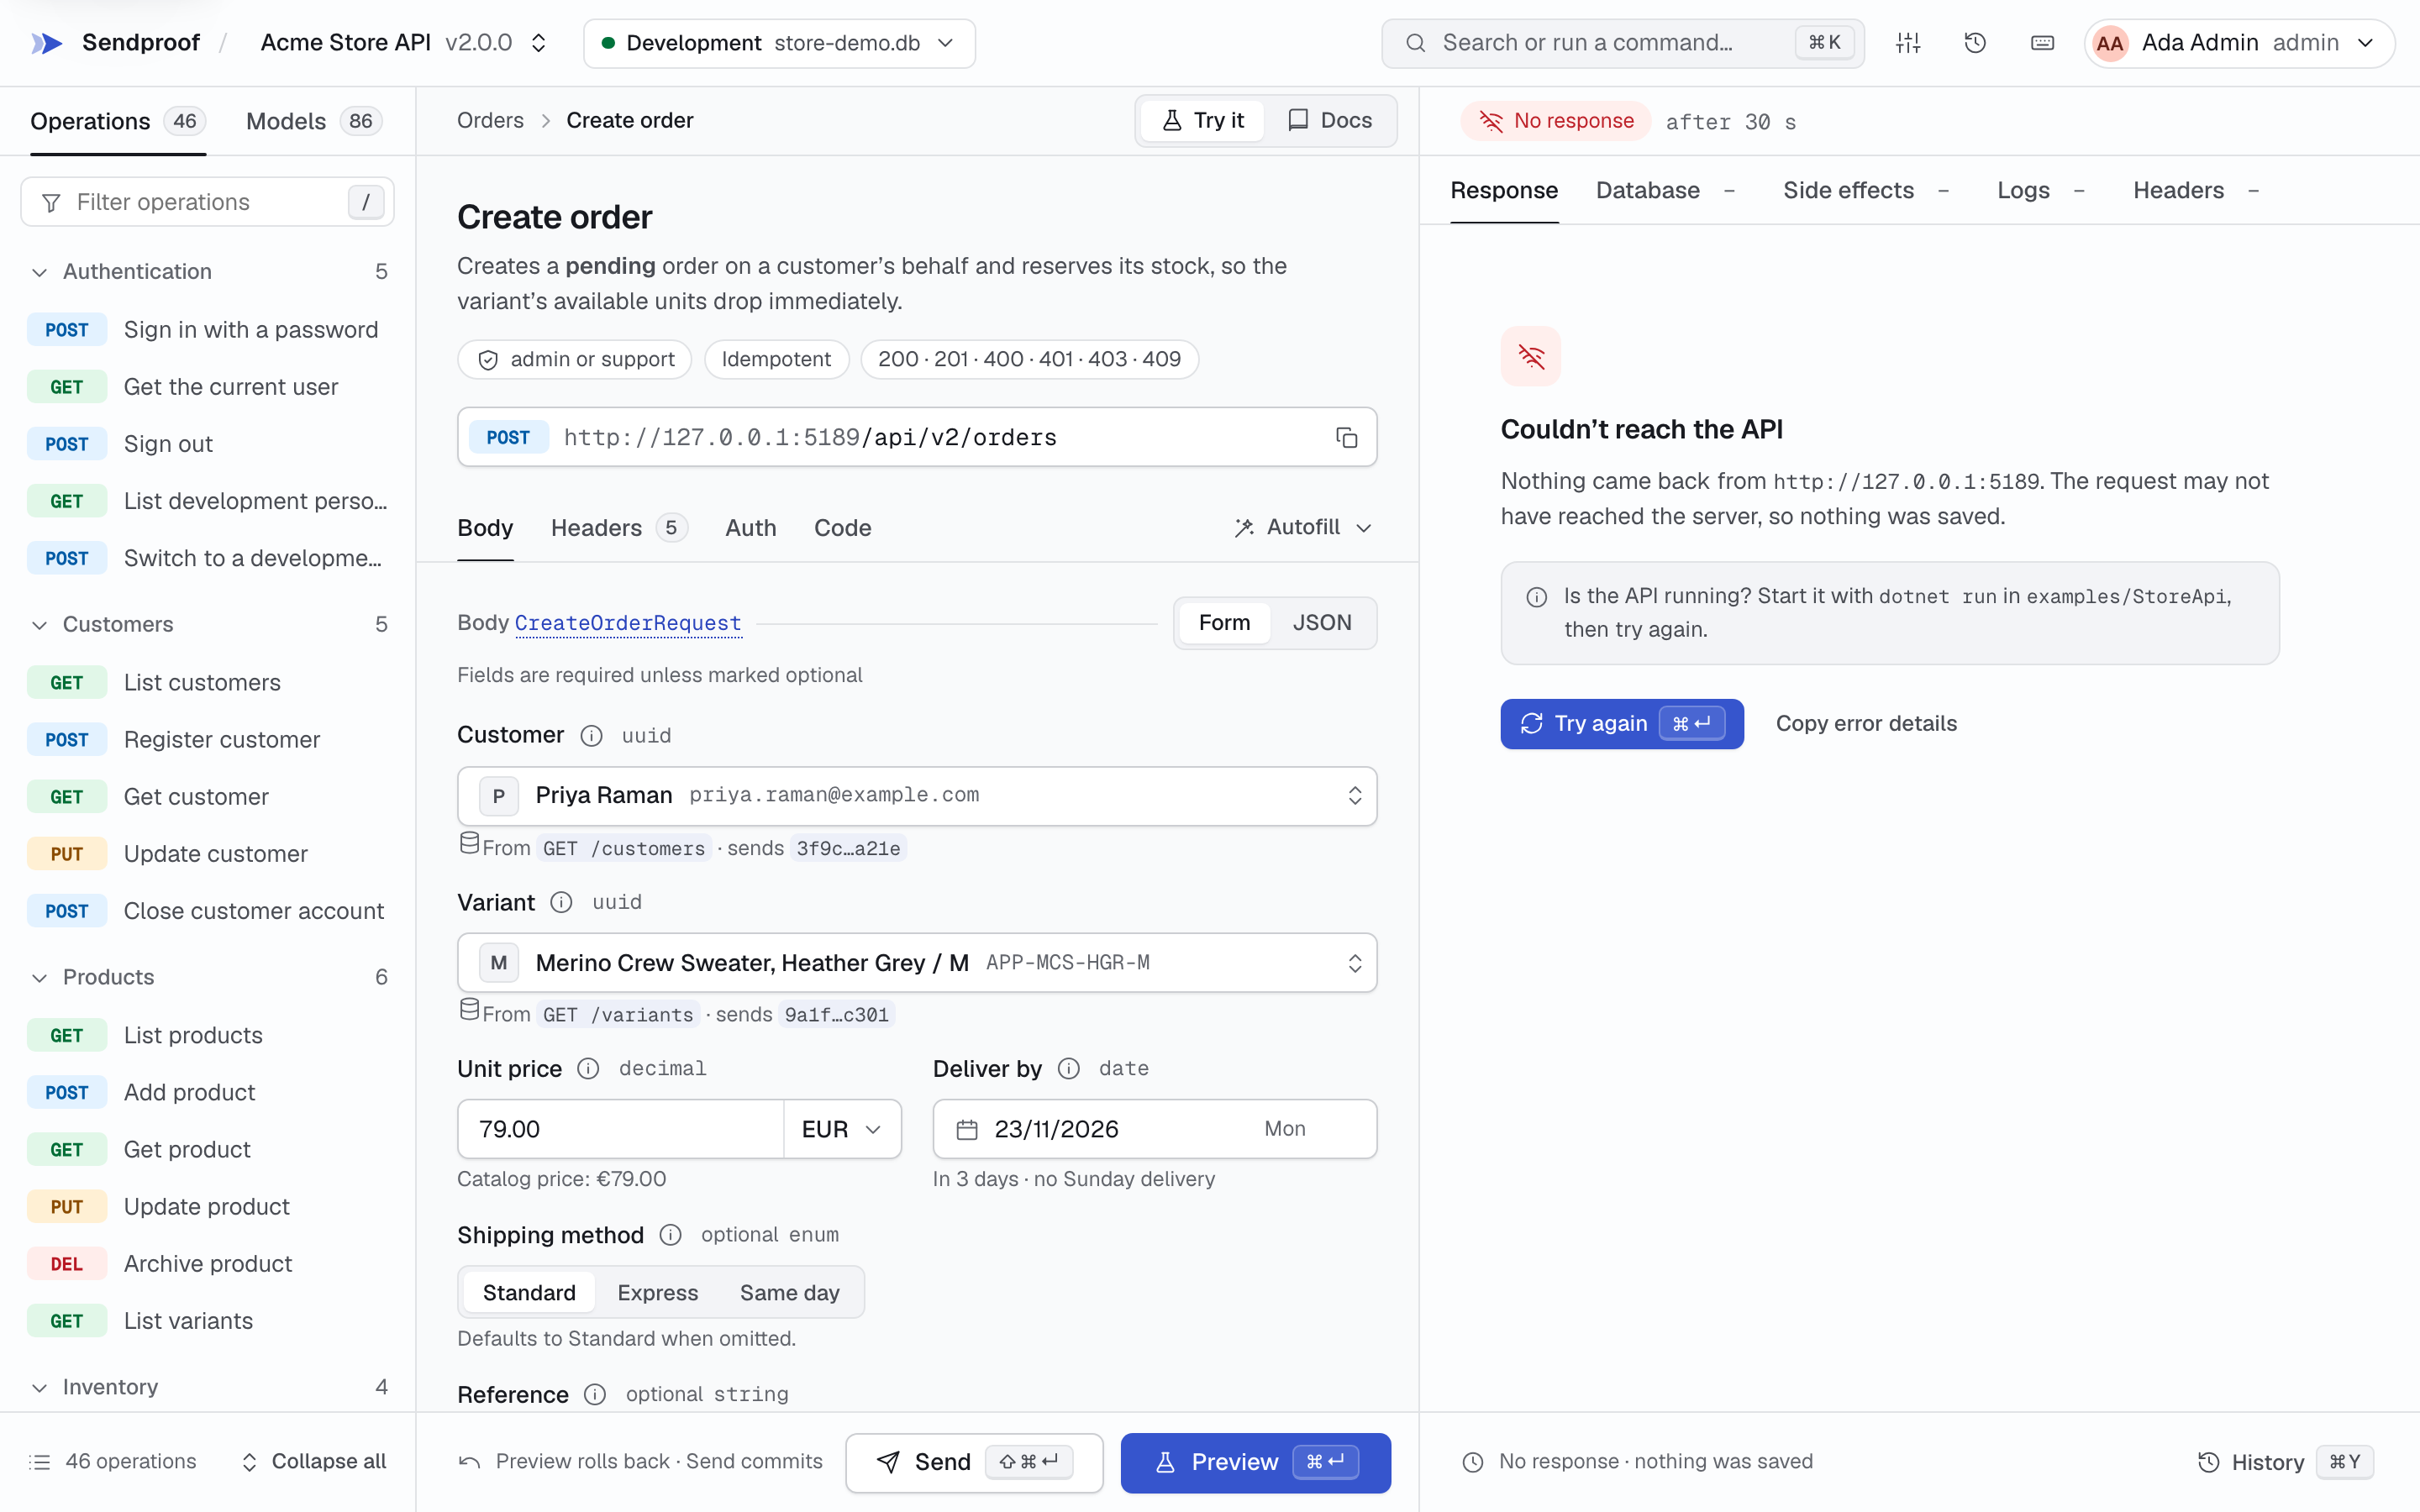 Sendproof / Acme Store API v2.0.0
Development store-demo.db
Search or run a command… ⌘K
AA Ada Admin admin
Operations 46 Models 86
Filter operations /
Authentication 5
POST Sign in with a password
GET Get the current user
POST Sign out
GET List development perso…
POST Switch to a developme…
Customers 5
GET List customers
POST Register customer
GET Get customer
PUT Update customer
POST Close customer account
Products 6
GET List products
POST Add product
GET Get product
PUT Update product
DEL Archive product
GET List variants
Inventory 4
46 operations Collapse all
Orders > Create order
Try it Docs
Create order
Creates a pending order on a customer’s behalf and reserves its stock, so the
variant’s available units drop immediately.
admin or support Idempotent 200 · 201 · 400 · 401 · 403 · 409
POST http://127.0.0.1:5189/api/v2/orders
Body Headers 5 Auth Code Autofill
Body CreateOrderRequest Form JSON
Fields are required unless marked optional
Customer uuid
P Priya Raman priya.raman@example.com
From GET /customers · sends 3f9c…a21e
Variant uuid
M Merino Crew Sweater, Heather Grey / M APP-MCS-HGR-M
From GET /variants · sends 9a1f…c301
Unit price decimal Deliver by date
79.00 EUR 23/11/2026 Mon
Catalog price: €79.00 In 3 days · no Sunday delivery
Shipping method optional enum
Standard Express Same day
Defaults to Standard when omitted.
Reference optional string
Preview rolls back · Send commits Send ⇧⌘↵ Preview ⌘↵
No response after 30 s
Response Database – Side effects – Logs – Headers –
Couldn’t reach the API
Nothing came back from http://127.0.0.1:5189. The request may not
have reached the server, so nothing was saved.
Is the API running? Start it with dotnet run in examples/StoreApi,
then try again.
Try again ⌘↵ Copy error details
No response · nothing was saved History ⌘Y